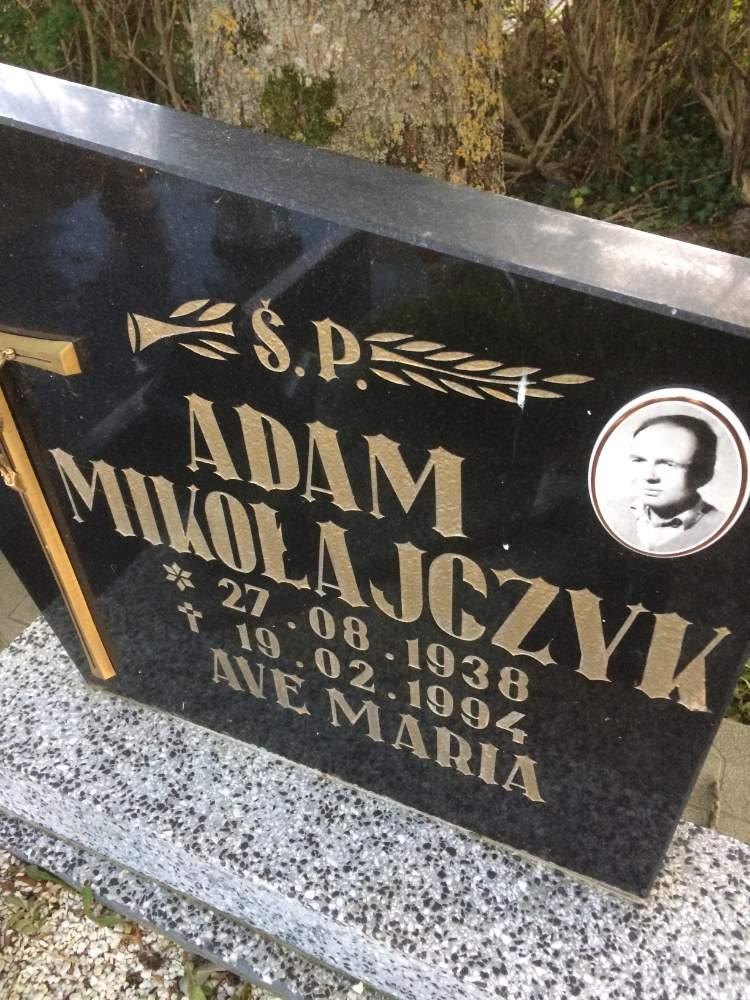 Ś.P.
ADAM
MIKOŁAJCZYK
* 27.08.1938
✝ 19.02.1994
AVE MARIA